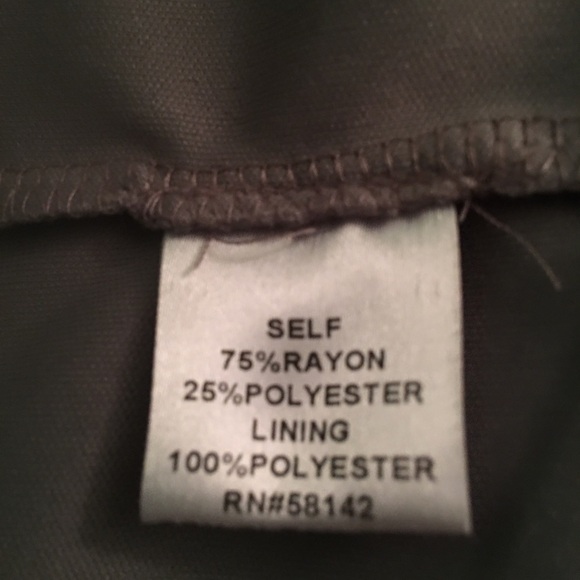 SELF
75%RAYON
25%POLYESTER
LINING
100%POLYESTER
RN#58142